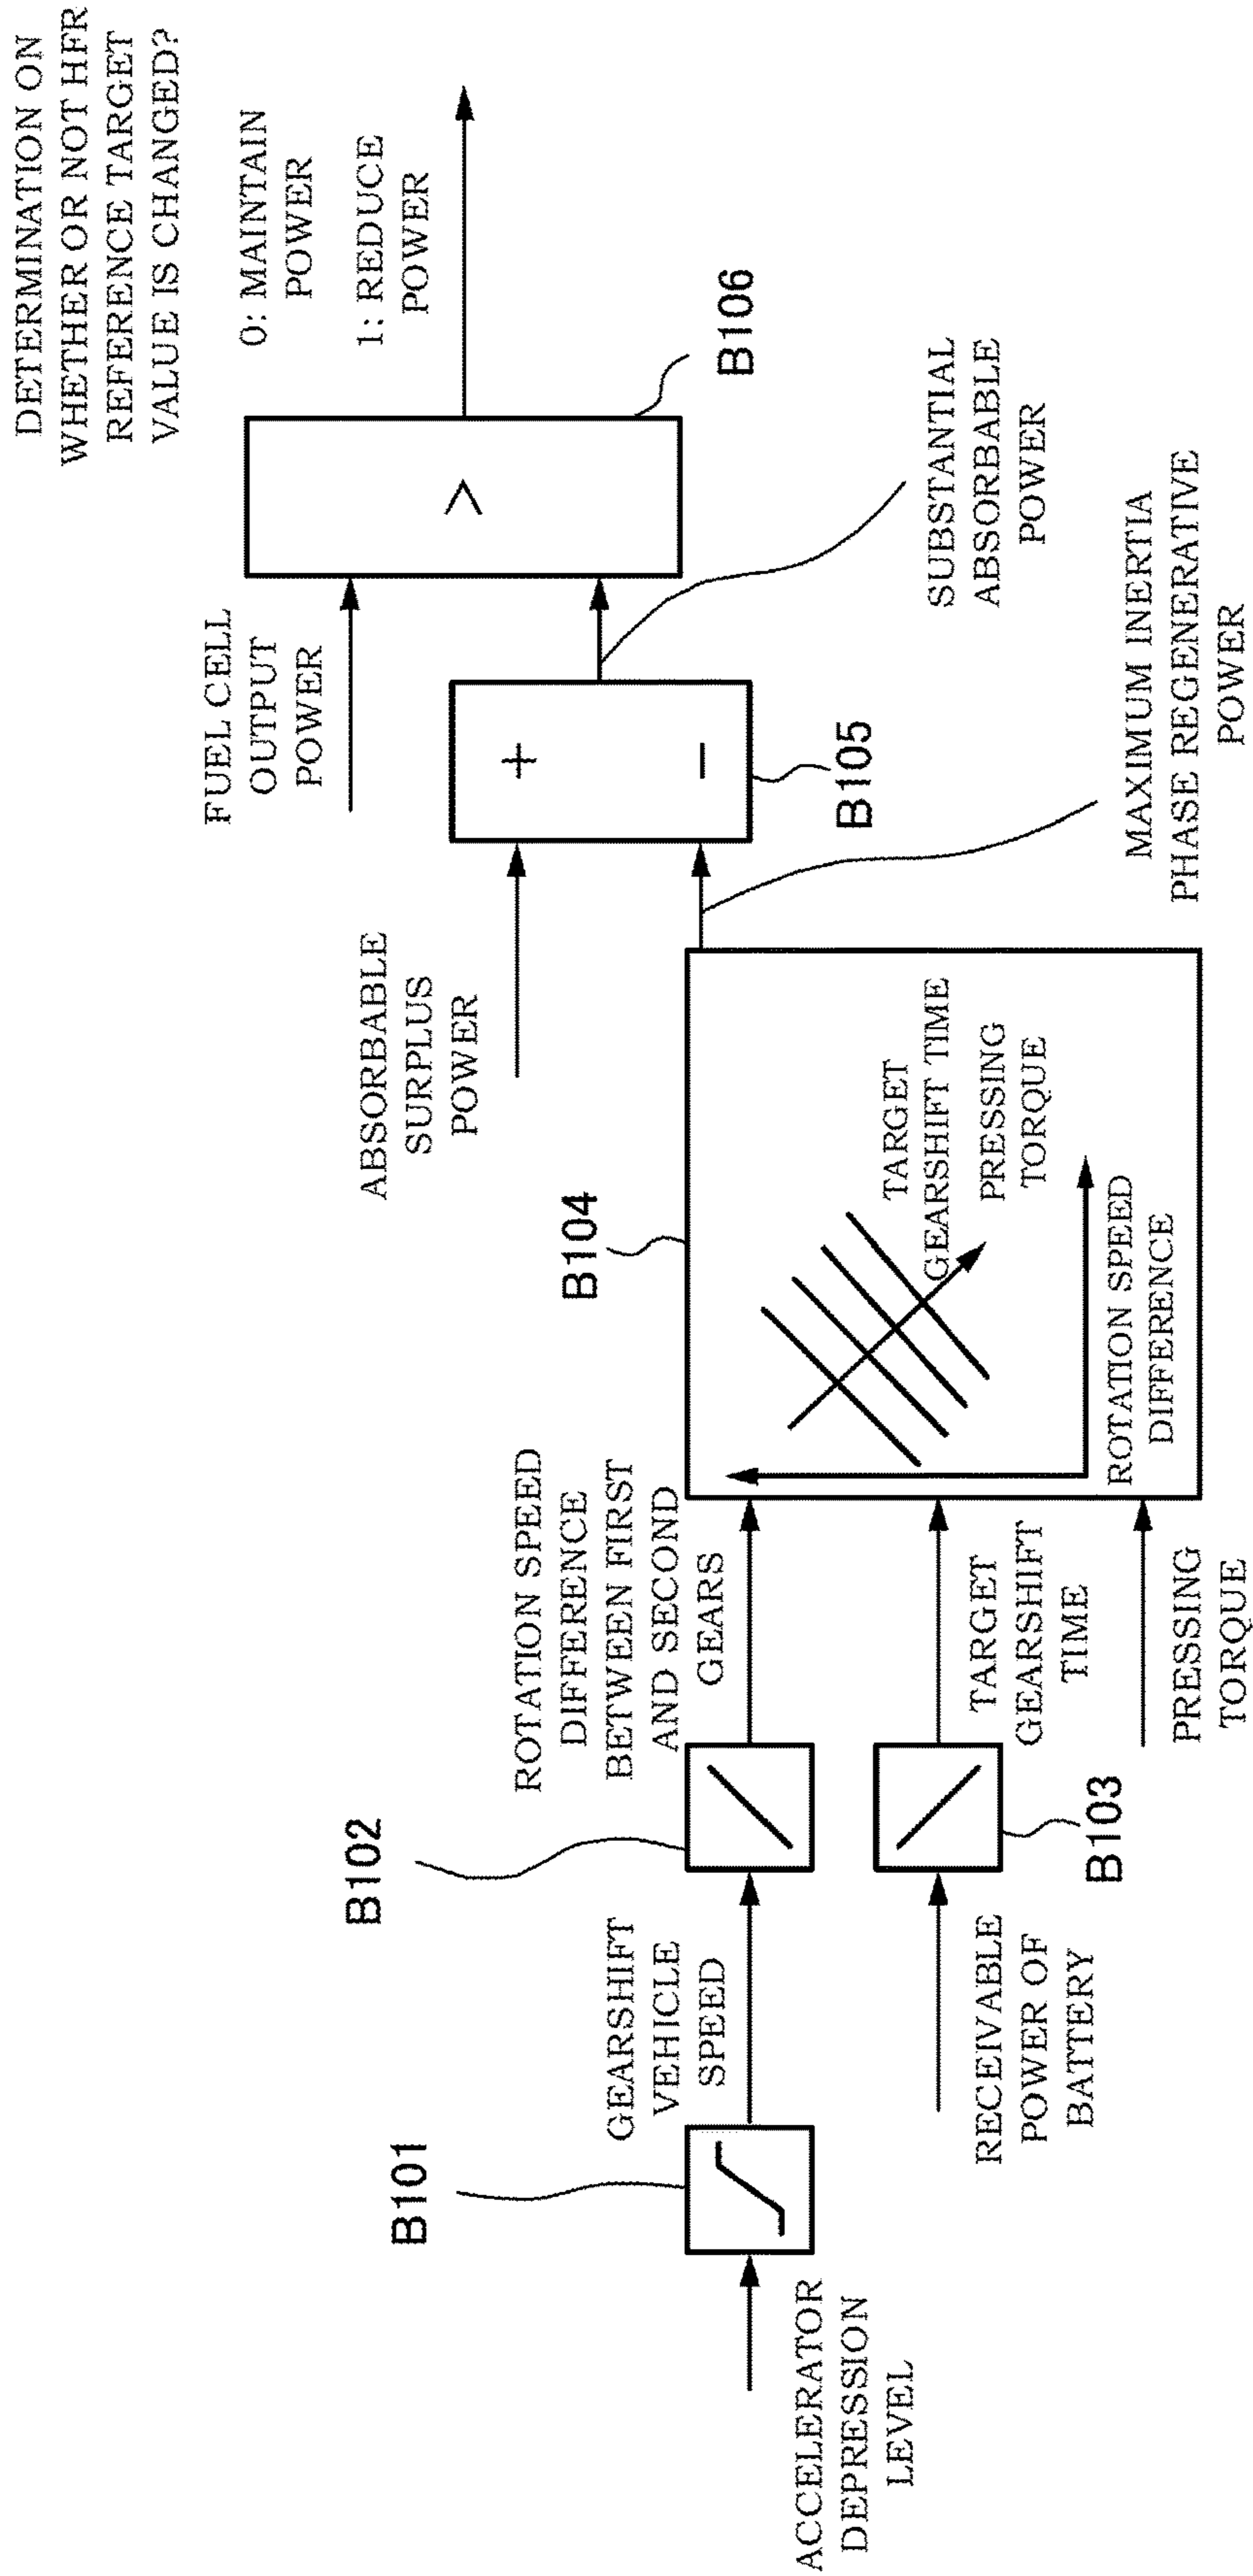 DETERMINATION ON
WHETHER OR NOT HFR
REFERENCE TARGET
VALUE IS CHANGED?
0: MAINTAIN
POWER
1: REDUCE
POWER
FUEL CELL
OUTPUT
POWER
>
B106
ABSORBABLE
SURPLUS
POWER
+
−
B105
SUBSTANTIAL
ABSORBABLE
POWER
MAXIMUM INERTIA
PHASE REGENERATIVE
POWER
B104
TARGET
GEARSHIFT TIME
PRESSING
TORQUE
ROTATION SPEED
DIFFERENCE
B102
ROTATION SPEED
DIFFERENCE
BETWEEN FIRST
AND SECOND
GEARS
TARGET
GEARSHIFT
TIME
PRESSING
TORQUE
B103
B101
GEARSHIFT
VEHICLE
SPEED
RECEIVABLE
POWER OF
BATTERY
ACCELERATOR
DEPRESSION
LEVEL